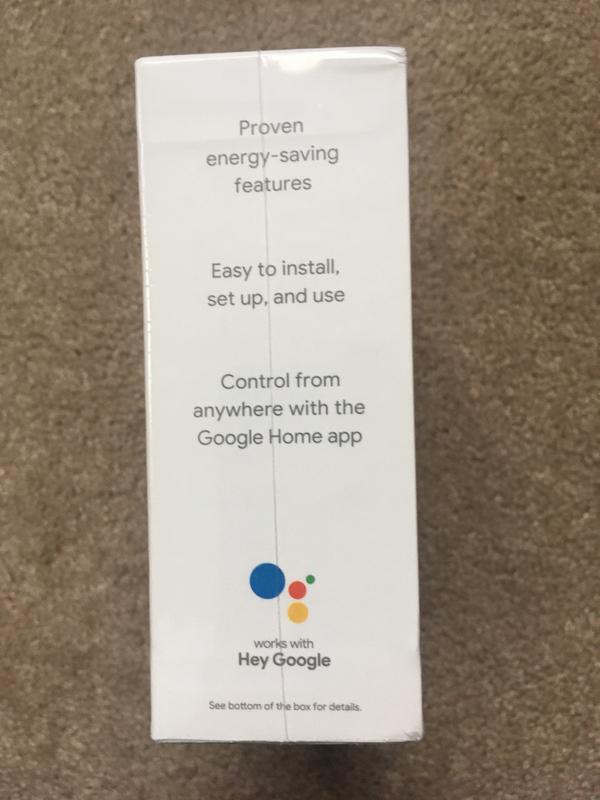 Proven
energy-saving
features
Easy to install,
set up, and use
Control from
anywhere with the
Google Home app
works with
Hey Google
See bottom of the box for details.